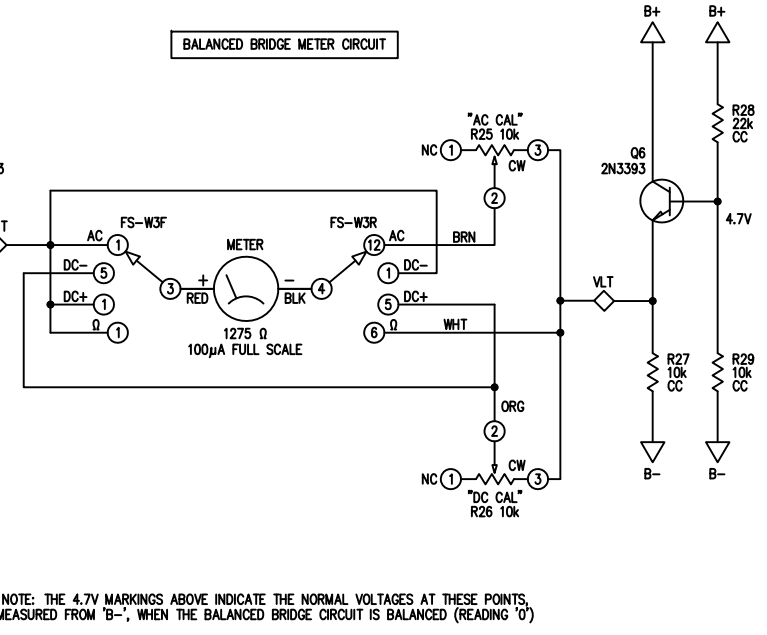 B+ B+
BALANCED BRIDGE METER CIRCUIT
R28
22k
CC
"AC CAL"
R25 10k
NC 1 3
CW
Q6
2N3393
3
2
T
FS-W3F FS-W3R
4.7V
AC 1 METER 12 AC BRN
DC- 5 1 DC-
3 + RED - BLK 4
VLT
DC+ 1 5 DC+
Ω 1 6 Ω WHT
1275 Ω
100µA FULL SCALE
R27
10k
CC
R29
10k
CC
ORG
2
B- B-
NC 1 CW 3
"DC CAL"
R26 10k
NOTE: THE 4.7V MARKINGS ABOVE INDICATE THE NORMAL VOLTAGES AT THESE POINTS,
MEASURED FROM 'B-', WHEN THE BALANCED BRIDGE CIRCUIT IS BALANCED (READING '0')